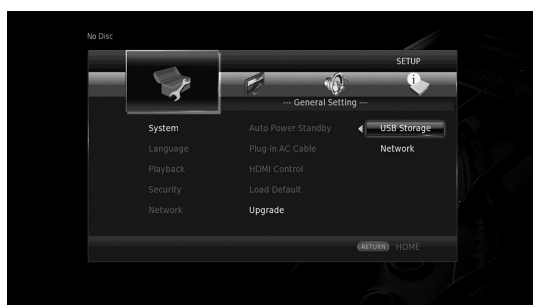 No Disc
SETUP
--- General Setting ---
System Auto Power Standby USB Storage
Language Plug-in AC Cable Network
Playback HDMI Control
Security Load Default
Network Upgrade
RETURN HOME